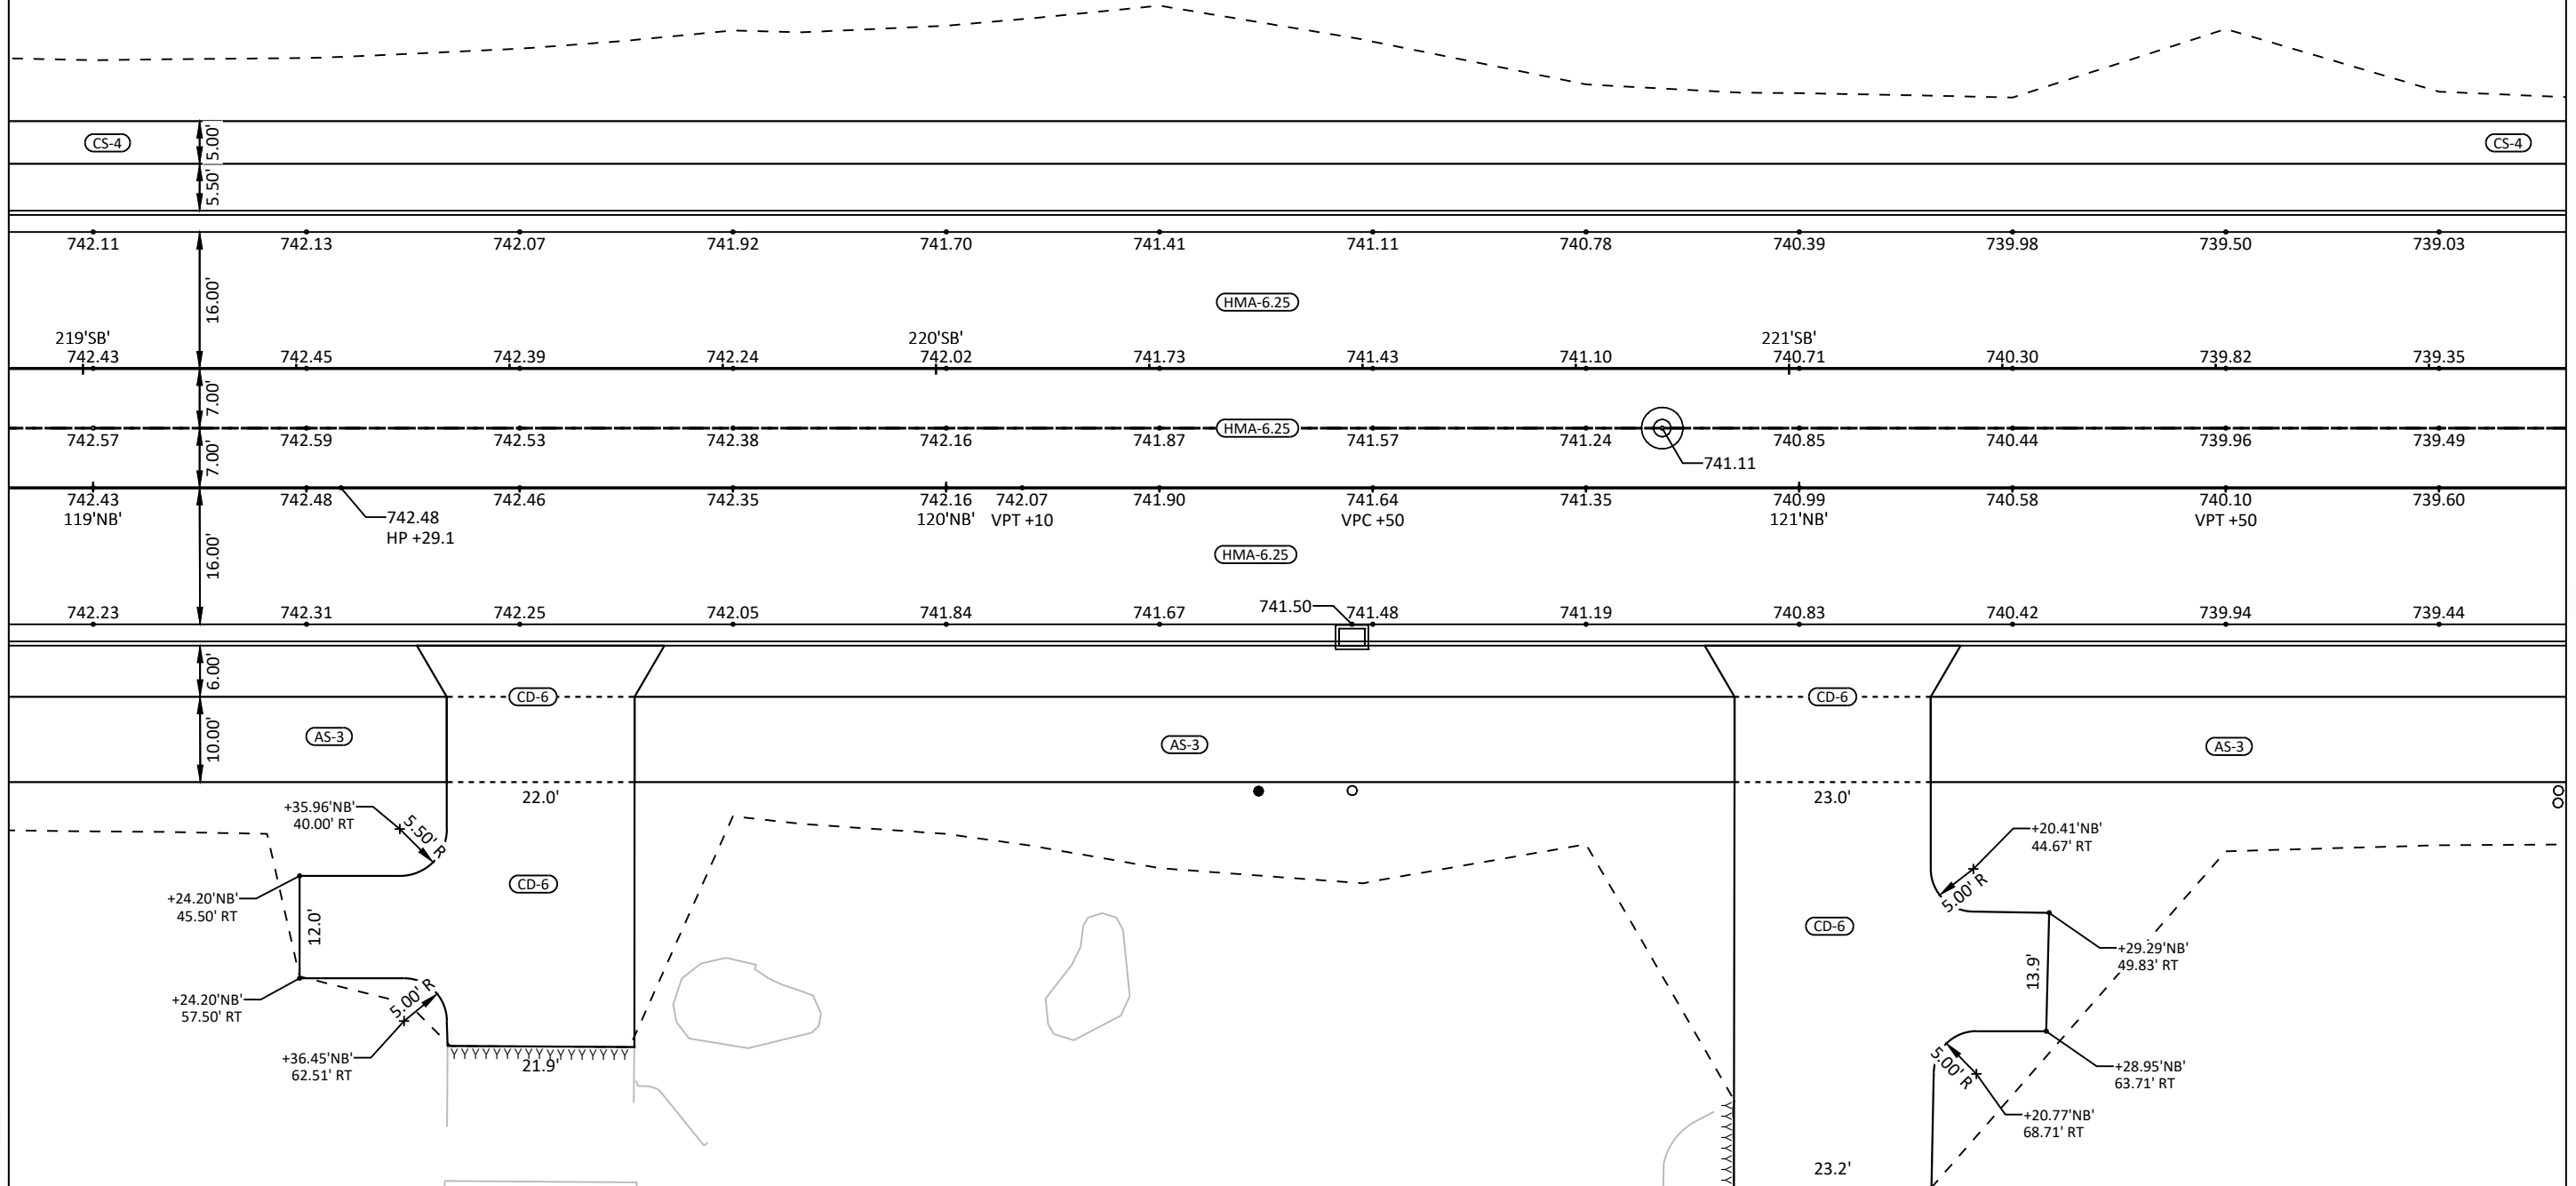 5.00'
CS-4
CS-4
5.50'
742.11 742.13 742.07 741.92 741.70 741.41 741.11 740.78 740.39 739.98 739.50 739.03
16.00'
HMA-6.25
219'SB' 220'SB' 221'SB'
742.43 742.45 742.39 742.24 742.02 741.73 741.43 741.10 740.71 740.30 739.82 739.35
7.00'
HMA-6.25
742.57 742.59 742.53 742.38 742.16 741.87 741.57 741.24 740.85 740.44 739.96 739.49
7.00'
741.11
742.43 742.48 742.46 742.35 742.16 742.07 741.90 741.64 741.35 740.99 740.58 740.10 739.60
119'NB' 120'NB' VPT +10 VPC +50 121'NB' VPT +50
742.48
HP +29.1
16.00'
HMA-6.25
741.50
742.23 742.31 742.25 742.05 741.84 741.67 741.48 741.19 740.83 740.42 739.94 739.44
6.00'
CD-6
CD-6
10.00'
AS-3
AS-3
AS-3
22.0'
23.0'
+35.96'NB'
40.00' RT
5.50' R
+20.41'NB'
44.67' RT
5.00' R
CD-6
+24.20'NB'
45.50' RT
12.0'
CD-6
+29.29'NB'
49.83' RT
13.9'
+24.20'NB'
57.50' RT
5.00' R
+36.45'NB'
62.51' RT
21.9'
5.00' R
+28.95'NB'
63.71' RT
+20.77'NB'
68.71' RT
23.2'